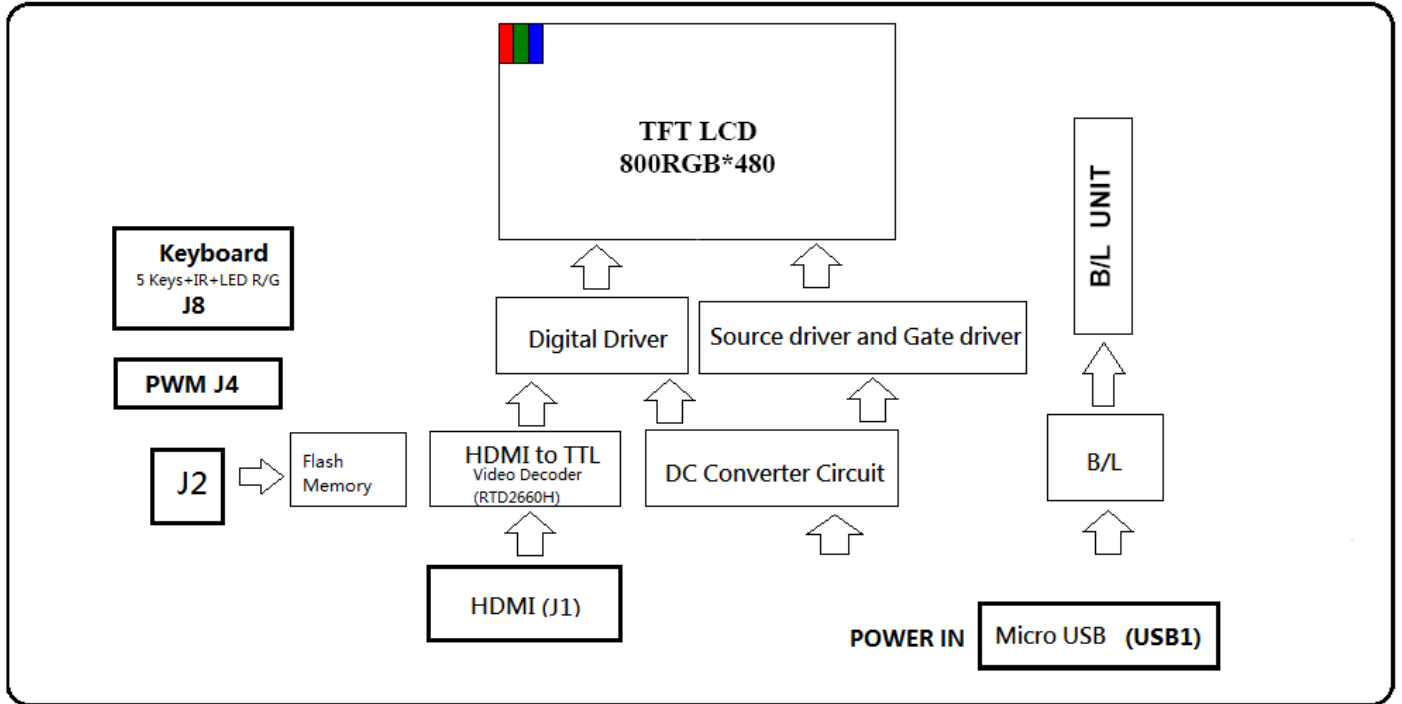 TFT LCD
800RGB*480
B/L UNIT
Keyboard
5 Keys+IR+LED R/G
J8
Digital Driver
Source driver and Gate driver
PWM J4
J2
Flash
Memory
HDMI to TTL
Video Decoder
(RTD2660H)
DC Converter Circuit
B/L
HDMI (J1)
POWER IN
Micro USB (USB1)